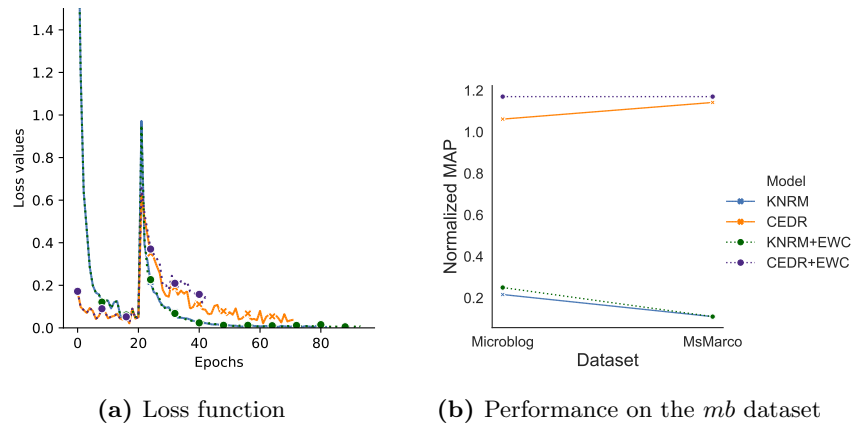 1.4
1.2
1.0
0.8
0.6
0.4
0.2
0.0
Loss values
0
20
40
60
80
Epochs
1.2
1.0
0.8
0.6
0.4
0.2
Normalized MAP
Microblog
MsMarco
Dataset
Model
KNRM
CEDR
KNRM+EWC
CEDR+EWC
(a) Loss function
(b) Performance on the mb dataset